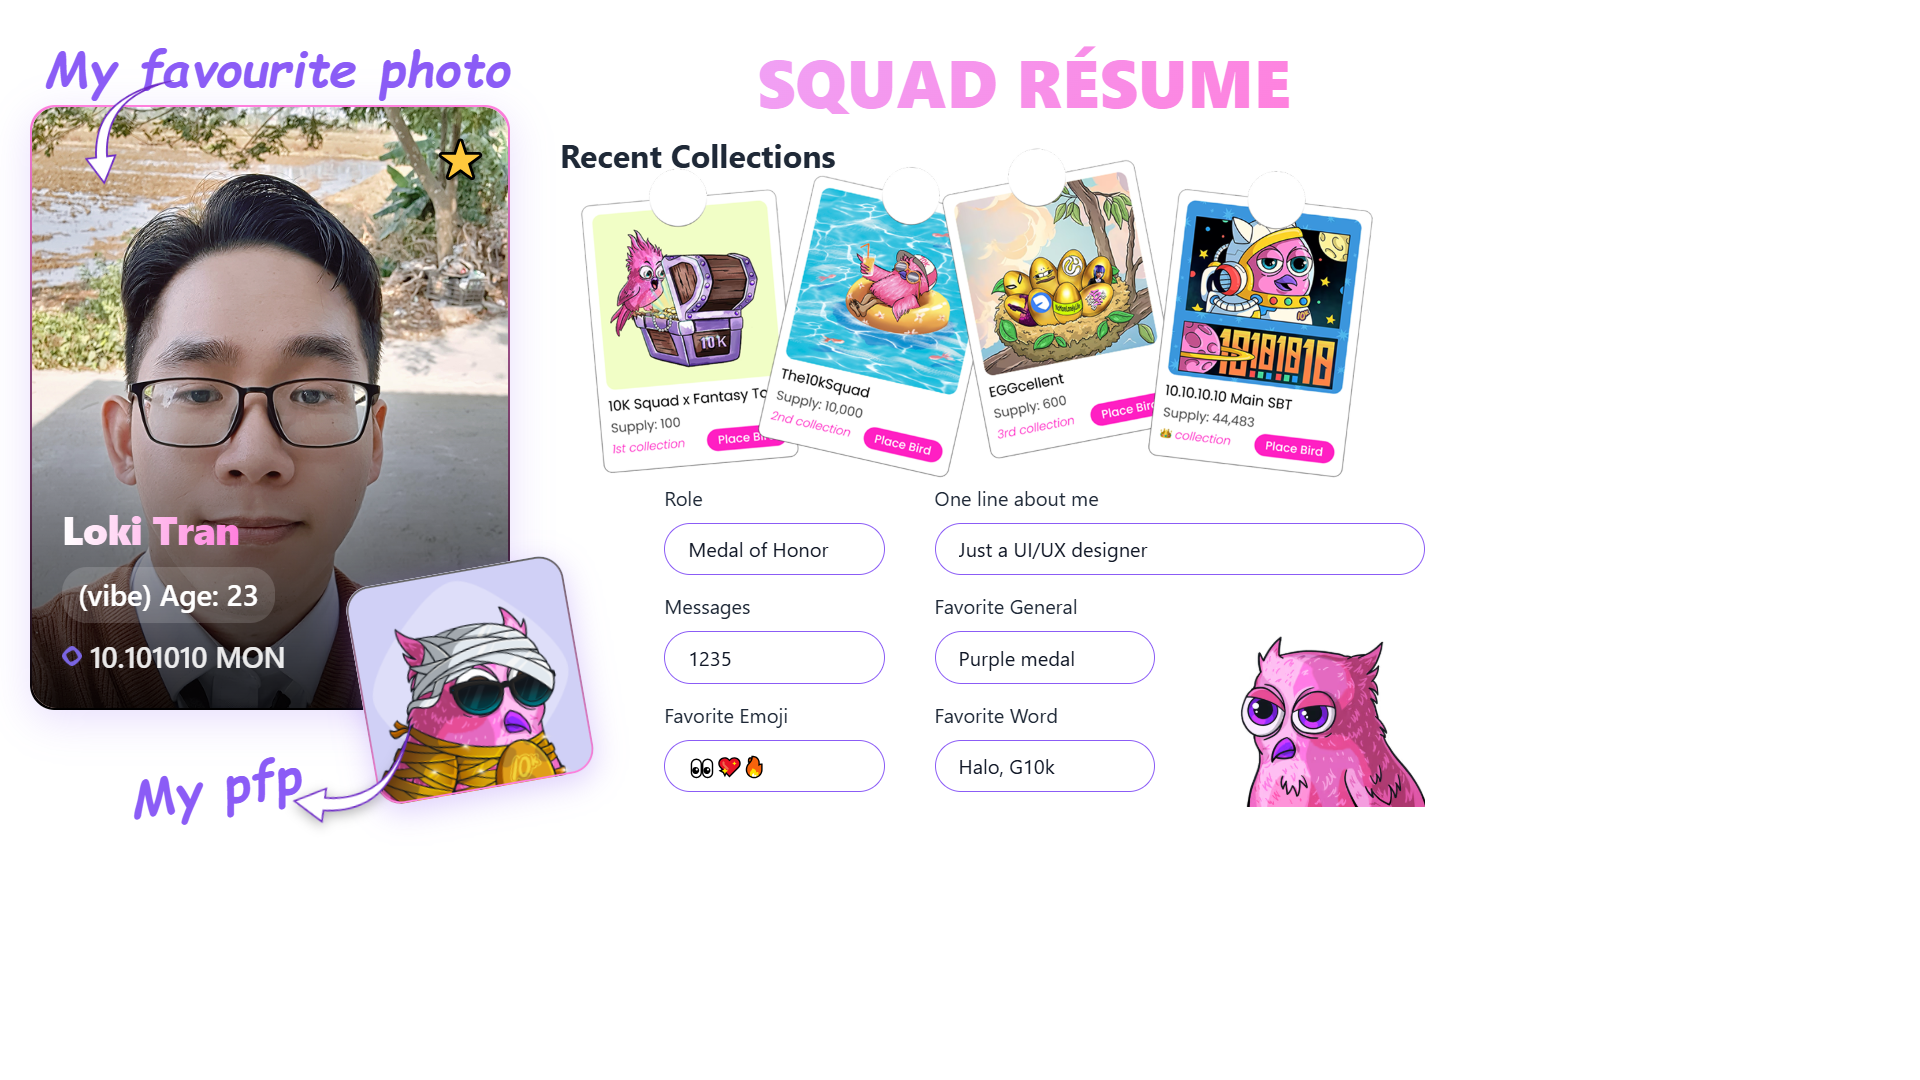 My favourite photo
Loki Tran
(vibe) Age: 23
10.101010 MON
My pfp
SQUAD RÉSUME
Recent Collections
10K
10K Squad x Fantasy To
Supply: 100
1st collection
Place Bi
The10kSquad
Supply: 10,000
2nd collection
Place Bird
EGGcellent
Supply: 600
3rd collection
Place Bird
10101010
10.10.10.10 Main SBT
Supply: 44,483
👑 collection
Place Bird
Role
Medal of Honor
One line about me
Just a UI/UX designer
Messages
1235
Favorite General
Purple medal
Favorite Emoji
👀💖🔥
Favorite Word
Halo, G10k